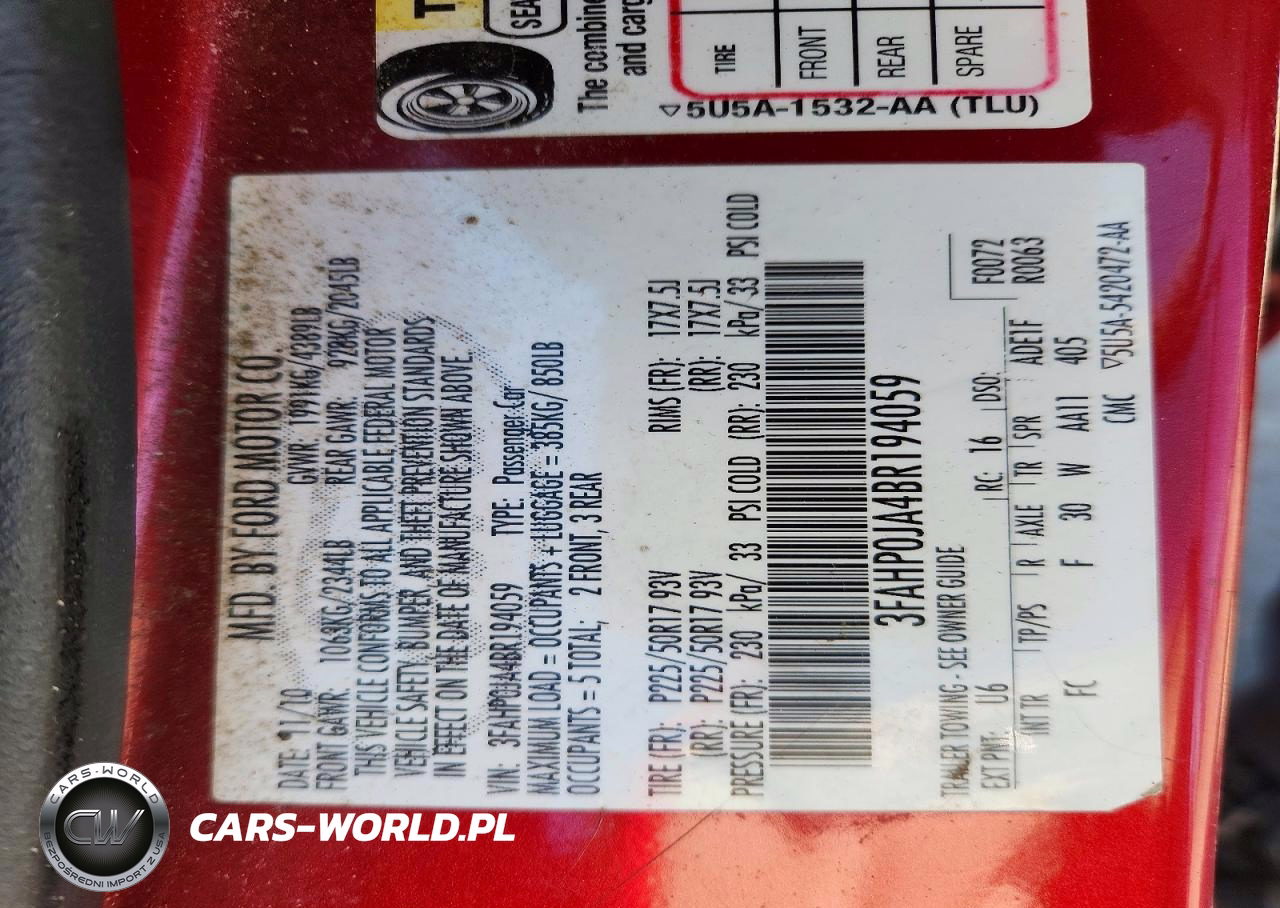 T
SEA
The combine
and carg
TIRE
FRONT
REAR
SPARE
5U5A-1532-AA (TLU)
MFD. BY FORD MOTOR CO.
DATE: 11/10 GVWR: 1991KG/4389LB
FRONT GAWR: 1063KG/2344LB REAR GAWR: 928KG/2045LB
THIS VEHICLE CONFORMS TO ALL APPLICABLE FEDERAL MOTOR
VEHICLE SAFETY, BUMPER, AND THEFT PREVENTION STANDARDS
IN EFFECT ON THE DATE OF MANUFACTURE SHOWN ABOVE.
VIN: 3FAHP0JA4BR194059 TYPE: Passenger Car
MAXIMUM LOAD = OCCUPANTS + LUGGAGE = 385KG/ 850LB
OCCUPANTS = 5 TOTAL; 2 FRONT, 3 REAR
TIRE (FR): P225/50R17 93V RIMS (FR): 17X7.5J
(RR): P225/50R17 93V (RR): 17X7.5J
PRESSURE (FR): 230 kPa/ 33 PSI COLD (RR): 230 kPa/ 33 PSI COLD
3FAHP0JA4BR194059
TRAILER TOWING - SEE OWNER GUIDE
EXT PNT: U6 RC: 16 DSO: F0072
INT TR TP/PS R AXLE TR SPR ADE1F R0063
FC F 30 W AA11 405
CMC ▽5U5A-5420472-AA
CARS-WORLD
CW
BEZPOŚREDNI IMPORT Z USA
CARS-WORLD.PL